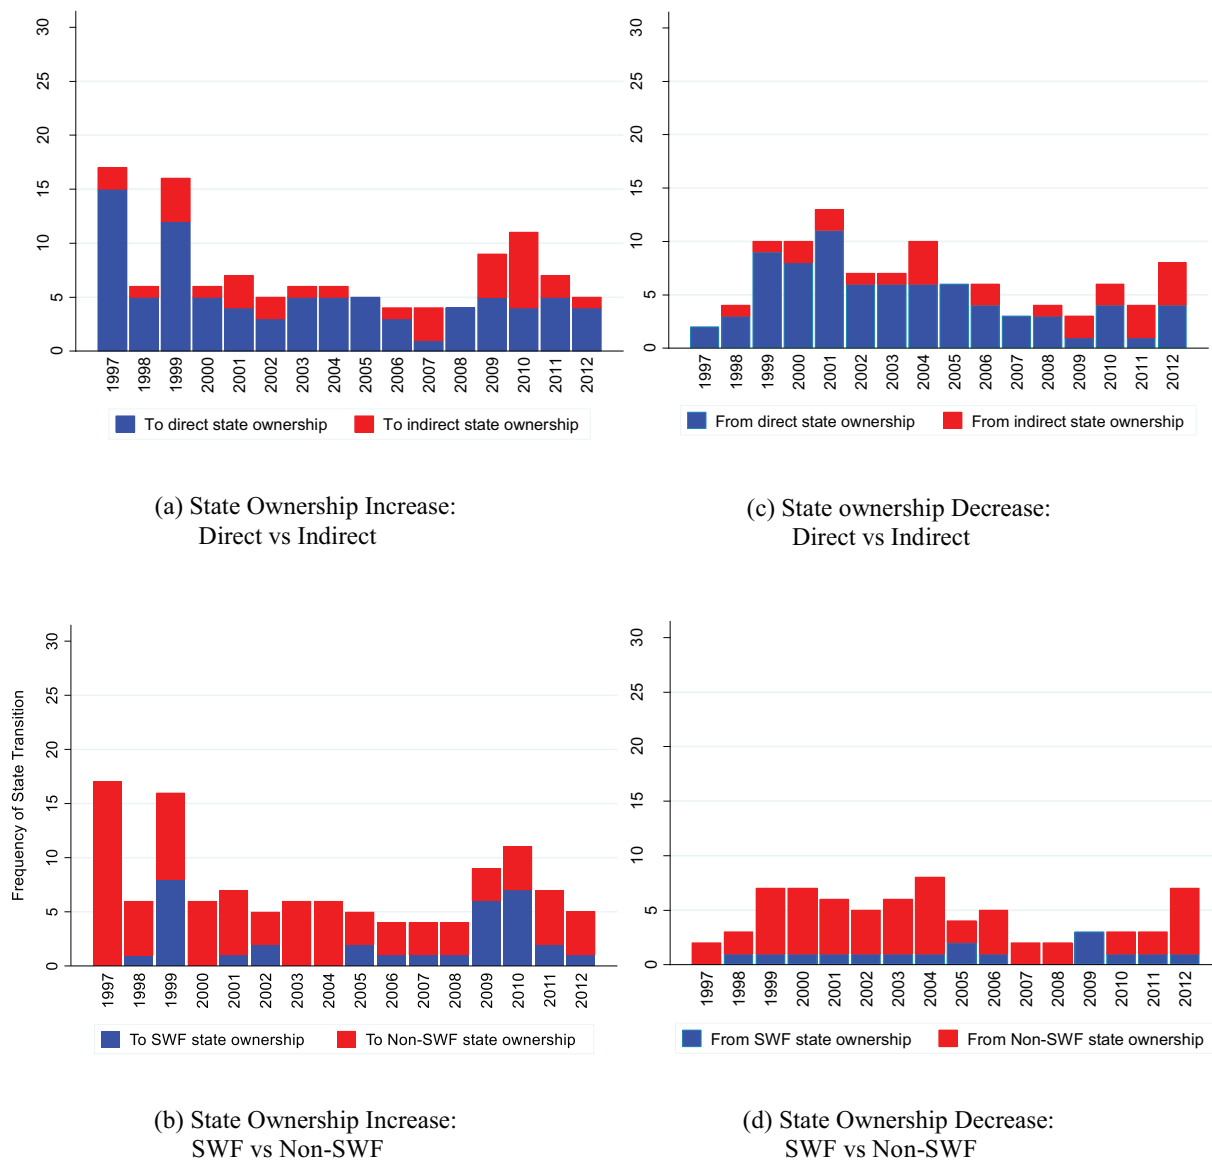 0 5 10 15 20 25 30
1997 1998 1999 2000 2001 2002 2003 2004 2005 2006 2007 2008 2009 2010 2011 2012
To direct state ownership To indirect state ownership
(a) State Ownership Increase:
Direct vs Indirect
0 5 10 15 20 25 30
1997 1998 1999 2000 2001 2002 2003 2004 2005 2006 2007 2008 2009 2010 2011 2012
From direct state ownership From indirect state ownership
(c) State ownership Decrease:
Direct vs Indirect
Frequency of State Transition
0 5 10 15 20 25 30
1997 1998 1999 2000 2001 2002 2003 2004 2005 2006 2007 2008 2009 2010 2011 2012
To SWF state ownership To Non-SWF state ownership
(b) State Ownership Increase:
SWF vs Non-SWF
0 5 10 15 20 25 30
1997 1998 1999 2000 2001 2002 2003 2004 2005 2006 2007 2008 2009 2010 2011 2012
From SWF state ownership From Non-SWF state ownership
(d) State Ownership Decrease:
SWF vs Non-SWF